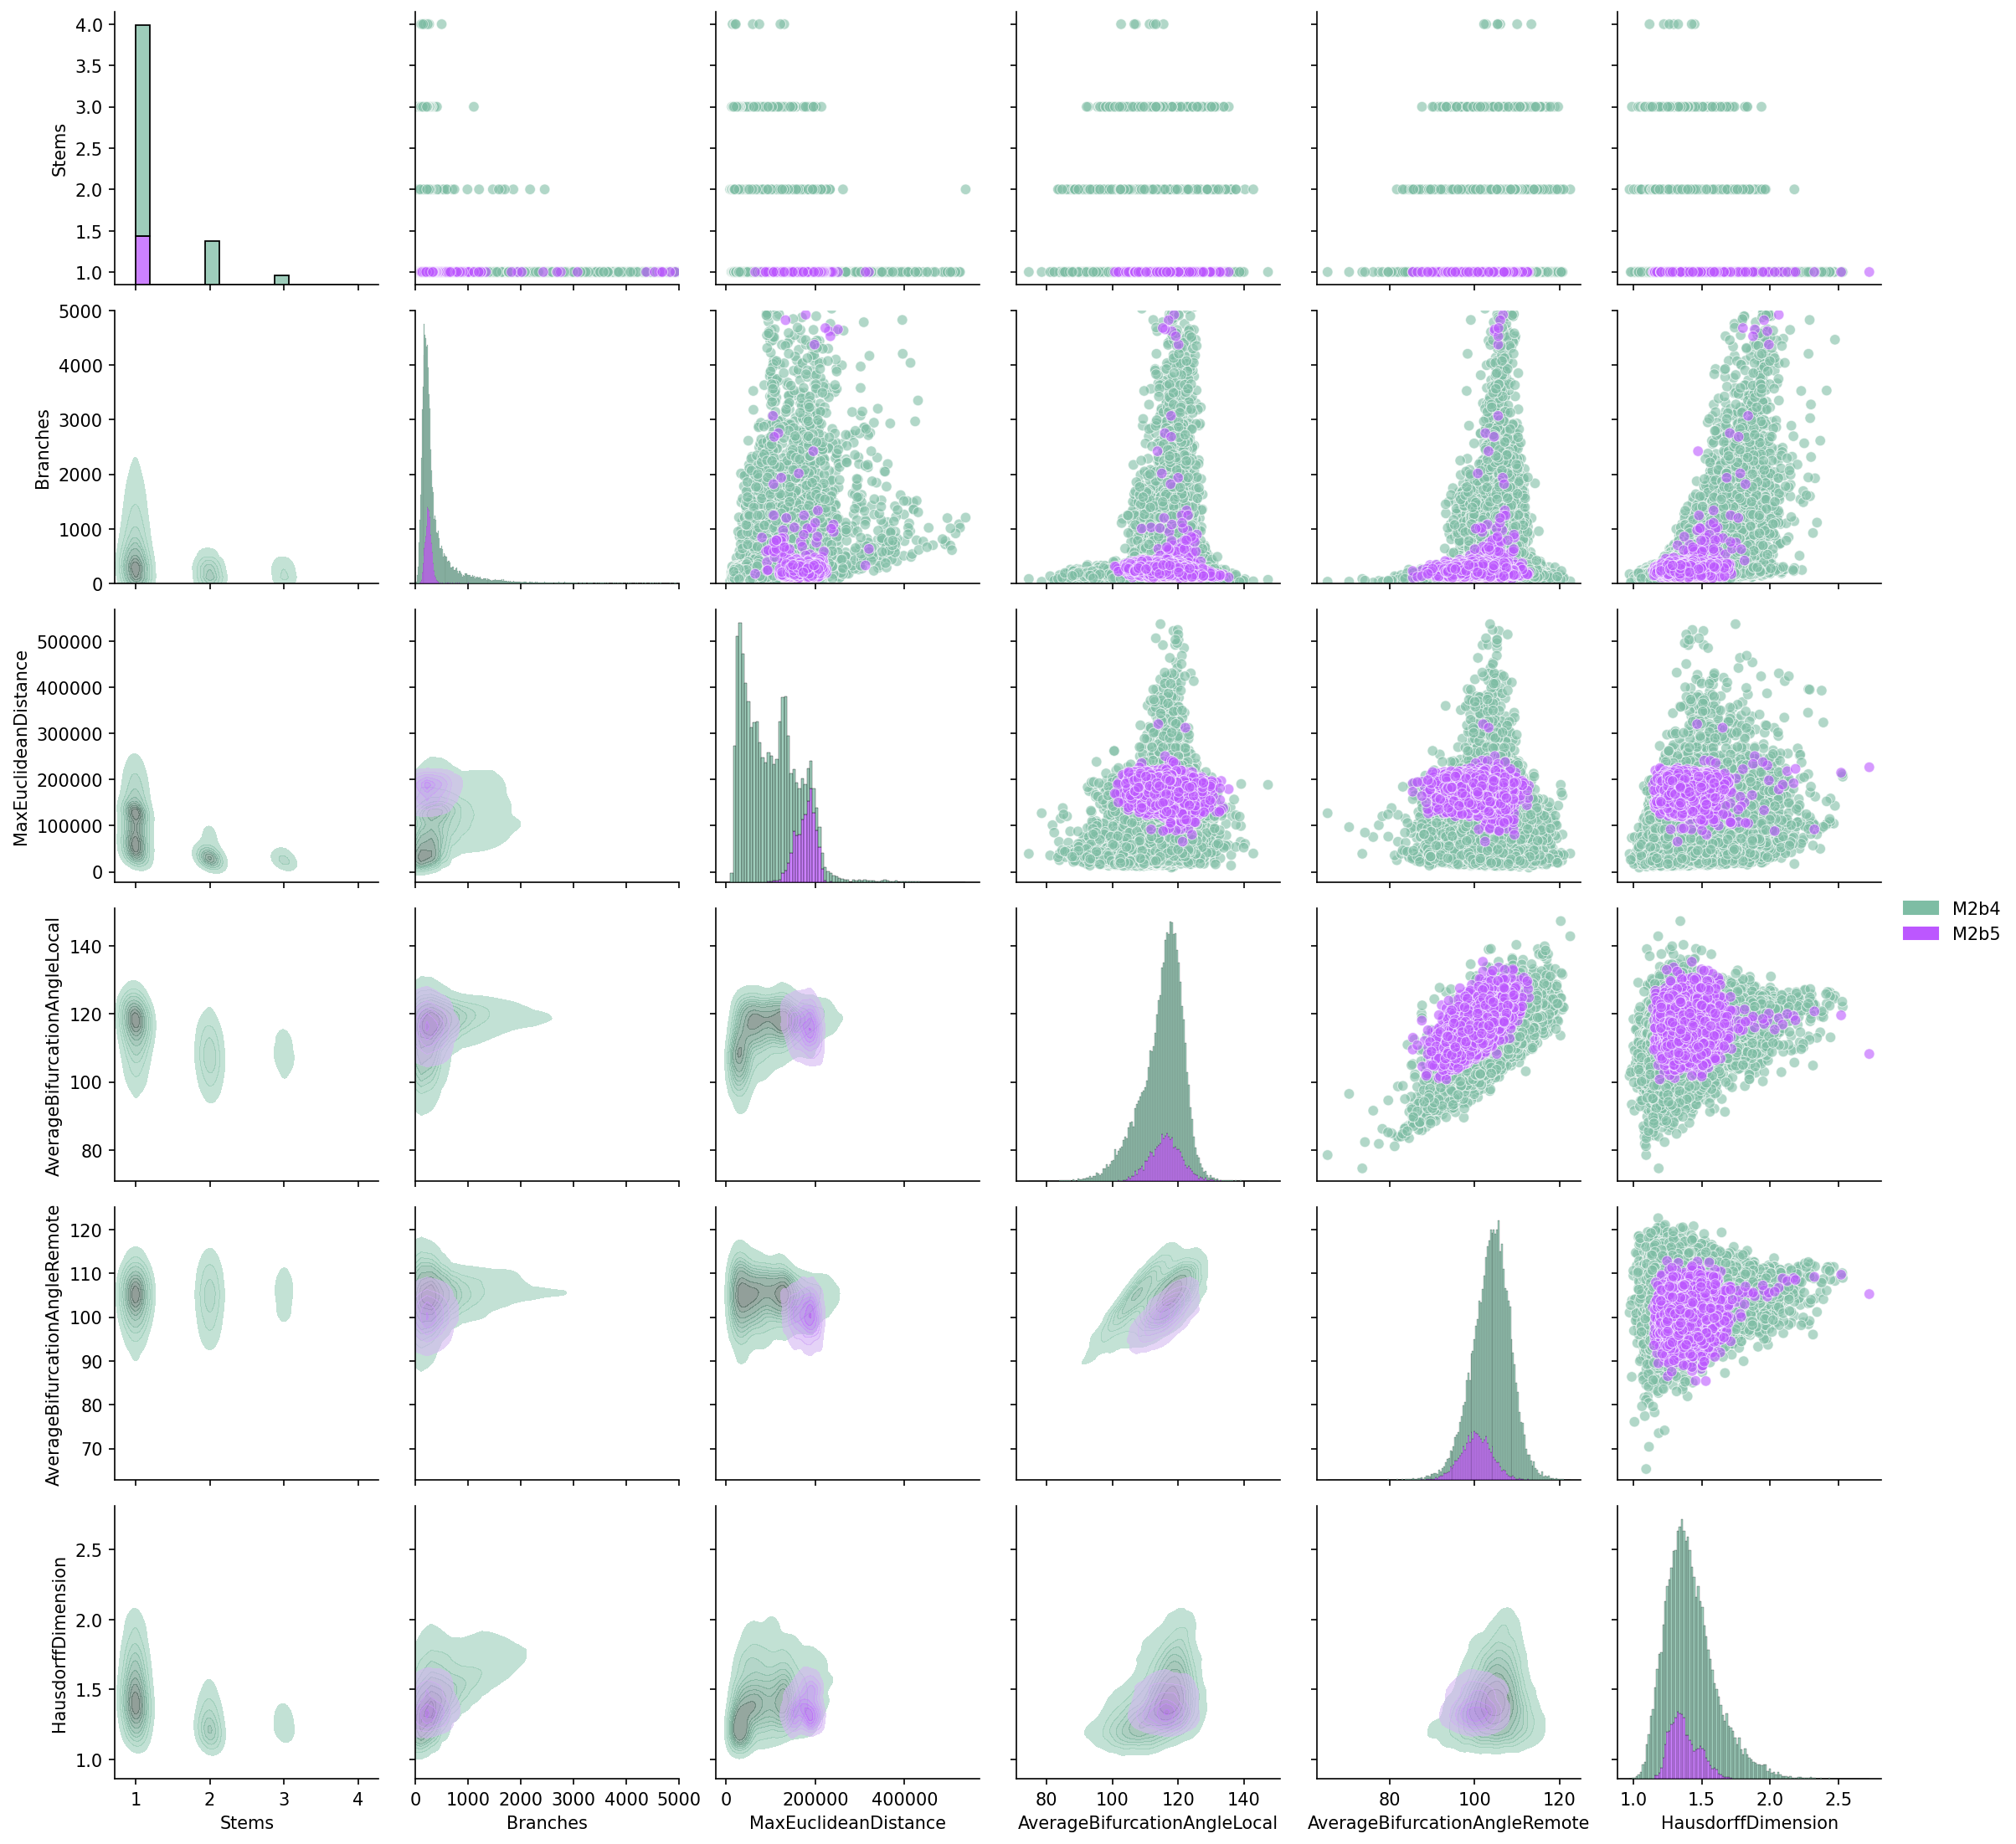 4.0
3.5
3.0
2.5
2.0
1.5
1.0
Stems
5000
4000
3000
2000
1000
0
Branches
500000
400000
300000
200000
100000
0
MaxEuclideanDistance
140
120
100
80
AverageBifurcationAngleLocal
M2b4
M2b5
120
110
100
90
80
70
AverageBifurcationAngleRemote
2.5
2.0
1.5
1.0
HausdorffDimension
1 2 3 4
0 1000 2000 3000 4000 5000
0 200000 400000
80 100 120 140
80 100 120
1.0 1.5 2.0 2.5
Stems
Branches
MaxEuclideanDistance
AverageBifurcationAngleLocal
AverageBifurcationAngleRemote
HausdorffDimension